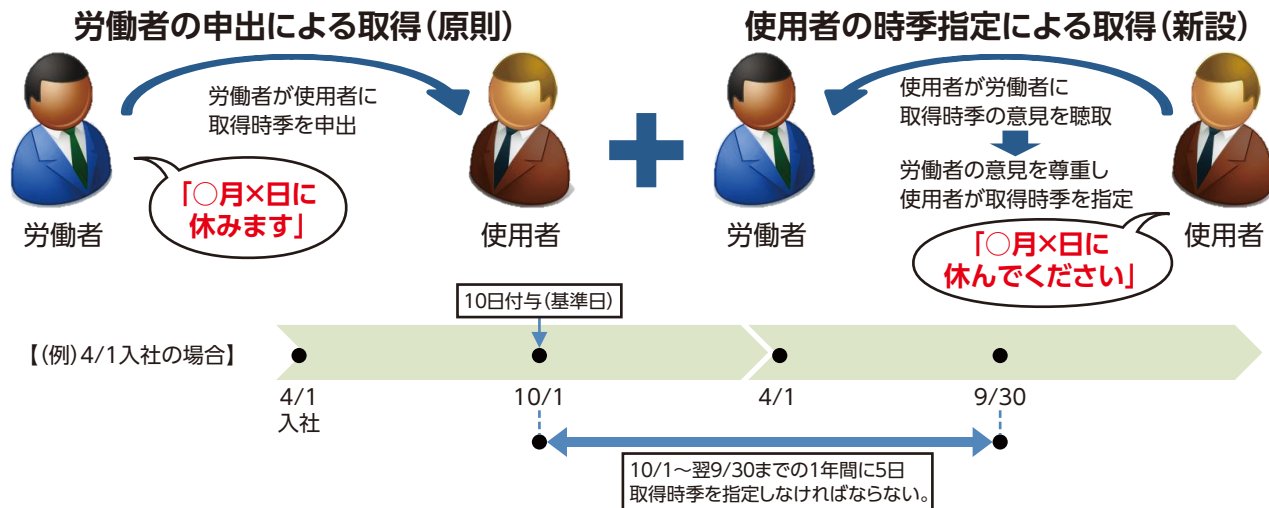 労働者の申出による取得(原則)
労働者が使用者に
取得時季を申出
「○月×日に
休みます」
労働者
使用者
使用者の時季指定による取得(新設)
使用者が労働者に
取得時季の意見を聴取
労働者の意見を尊重し
使用者が取得時季を指定
「○月×日に
休んでください」
労働者
使用者
10日付与(基準日)
【(例)4/1入社の場合】
4/1
入社
10/1
4/1
9/30
10/1～翌9/30までの1年間に5日
取得時季を指定しなければならない。